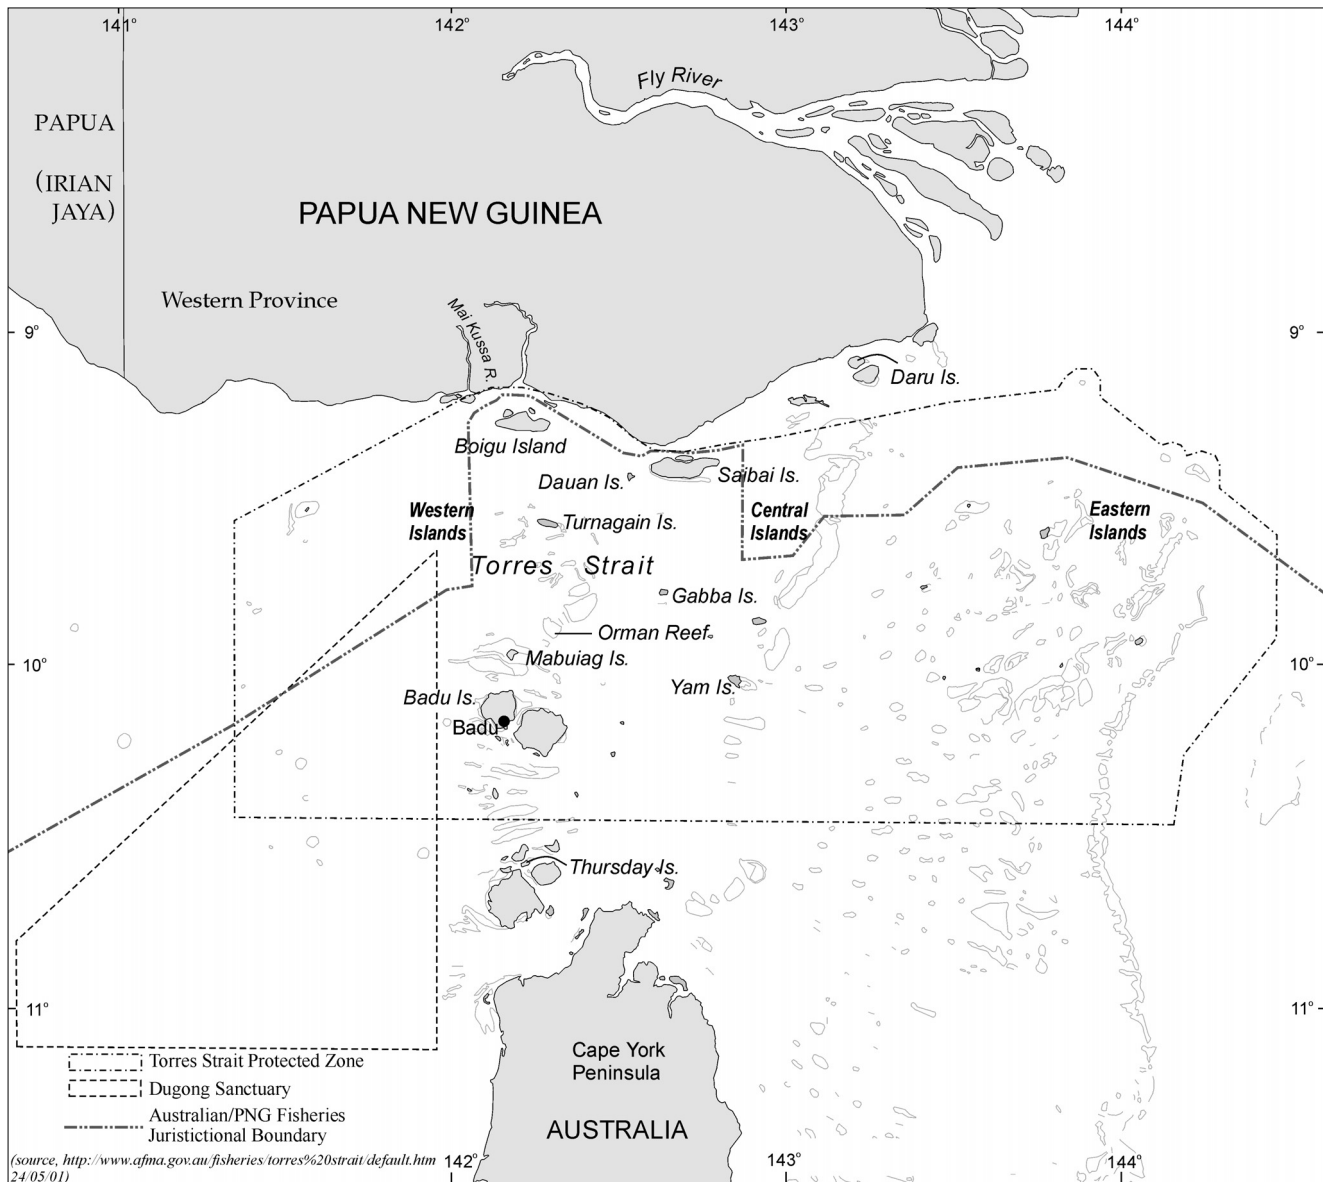 141°
142°
143°
144°
Fly River
PAPUA
(IRIAN
JAYA)
PAPUA NEW GUINEA
Western Province
Mai Kussa R.
9°
9°
Daru Is.
Boigu Island
Dauan Is.
Saibai Is.
Western
Islands
Turnagain Is.
Central
Islands
Eastern
Islands
Torres Strait
Gabba Is.
Orman Reef
10°
Mabuiag Is.
10°
Badu Is.
Yam Is.
Badu
Thursday Is.
11°
11°
Cape York
Peninsula
AUSTRALIA
Torres Strait Protected Zone
Dugong Sanctuary
Australian/PNG Fisheries
Juristictional Boundary
(source, http://www.afma.gov.au/fisheries/torres%20strait/default.htm
24/05/01)
142°
143°
144°